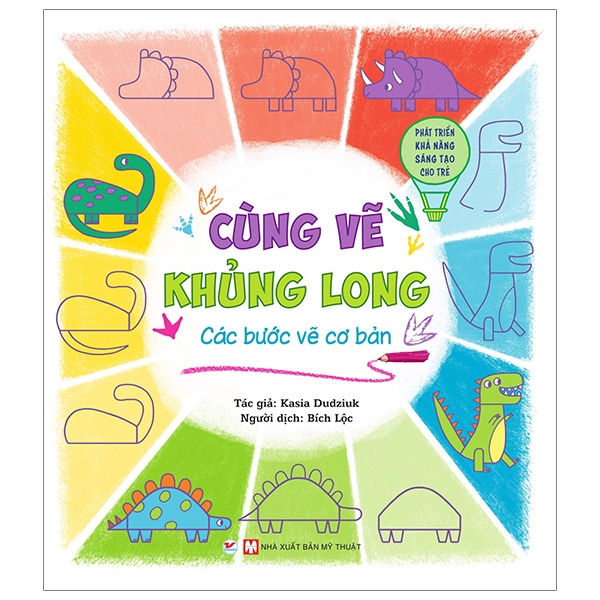 PHÁT TRIỂN
KHẢ NĂNG
SÁNG TẠO
CHO TRẺ
CÙNG VẼ
KHỦNG LONG
Các bước vẽ cơ bản
Tác giả: Kasia Dudziuk
Người dịch: Bích Lộc
NHÀ XUẤT BẢN MỸ THUẬT